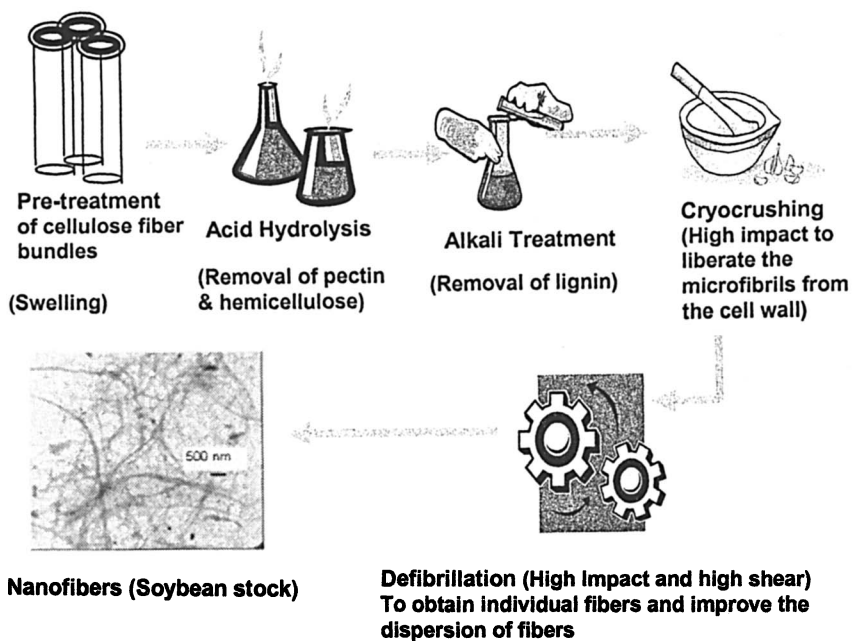 Pre-treatment
of cellulose fiber
bundles
(Swelling)
Acid Hydrolysis
(Removal of pectin
& hemicellulose)
Alkali Treatment
(Removal of lignin)
Cryocrushing
(High impact to
liberate the
microfibrils from
the cell wall)
500 nm
Nanofibers (Soybean stock)
Defibrillation (High Impact and high shear)
To obtain individual fibers and improve the
dispersion of fibers